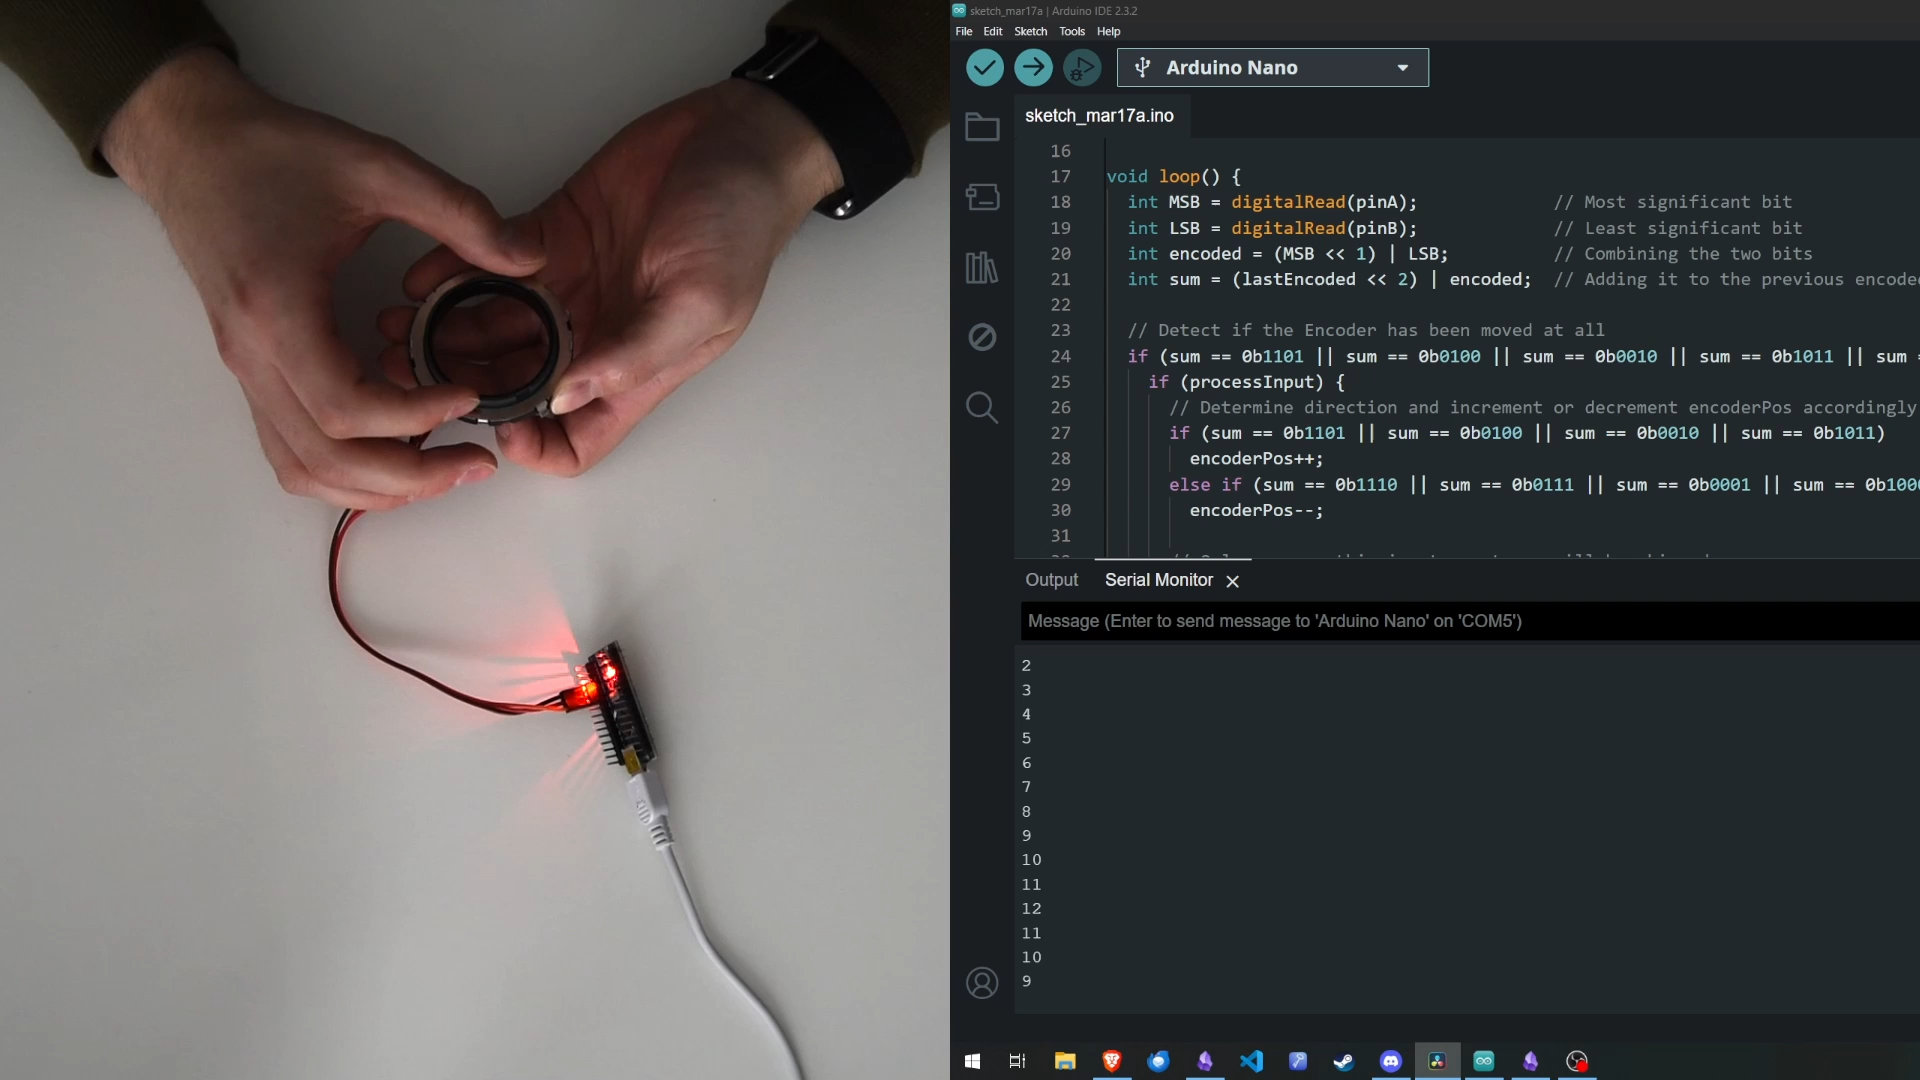 sketch_mar17a | Arduino IDE 2.3.2
File Edit Sketch Tools Help
Arduino Nano
sketch_mar17a.ino
16
17 void loop() {
18 int MSB = digitalRead(pinA); // Most significant bit
19 int LSB = digitalRead(pinB); // Least significant bit
20 int encoded = (MSB << 1) | LSB; // Combining the two bits
21 int sum = (lastEncoded << 2) | encoded; // Adding it to the previous encode
22
23 // Detect if the Encoder has been moved at all
24 if (sum == 0b1101 || sum == 0b0100 || sum == 0b0010 || sum == 0b1011 || sum =
25 if (processInput) {
26 // Determine direction and increment or decrement encoderPos accordingly
27 if (sum == 0b1101 || sum == 0b0100 || sum == 0b0010 || sum == 0b1011)
28 encoderPos++;
29 else if (sum == 0b1110 || sum == 0b0111 || sum == 0b0001 || sum == 0b100
30 encoderPos--;
31
Output Serial Monitor
Message (Enter to send message to 'Arduino Nano' on 'COM5')
2
3
4
5
6
7
8
9
10
11
12
11
10
9